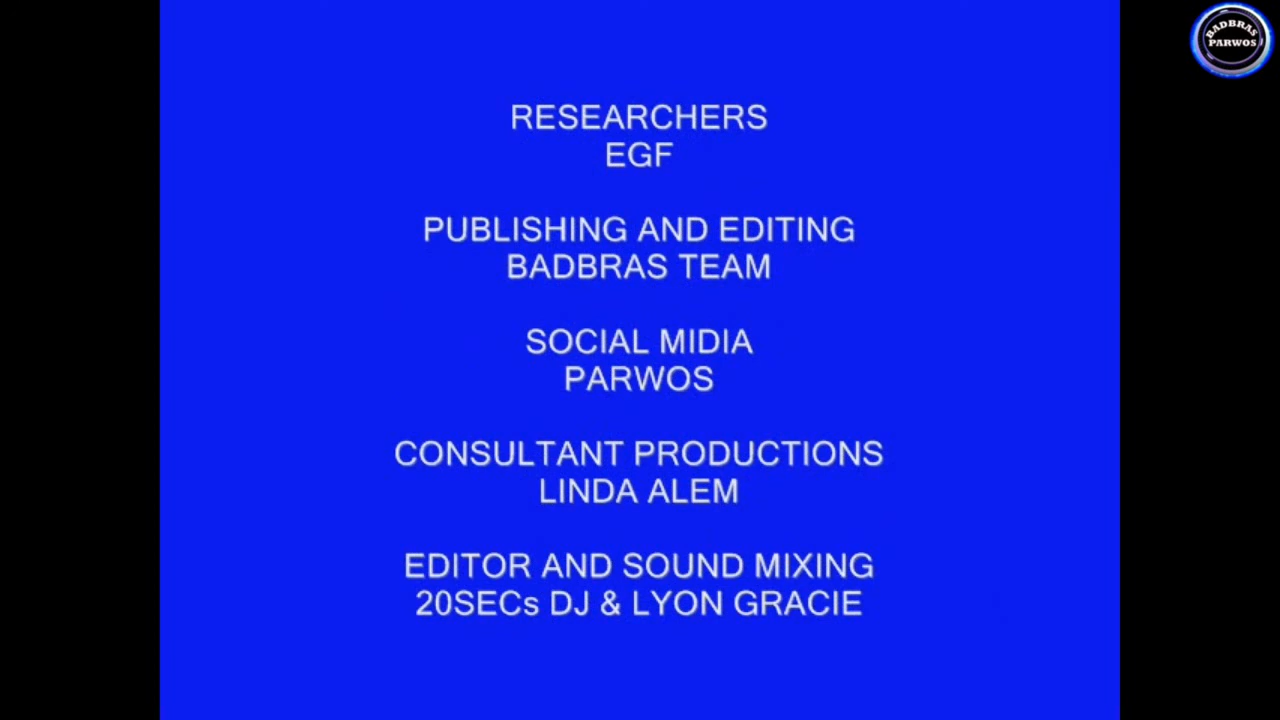 BADBRAS
PARWOS
RESEARCHERS
EGF
PUBLISHING AND EDITING
BADBRAS TEAM
SOCIAL MIDIA
PARWOS
CONSULTANT PRODUCTIONS
LINDA ALEM
EDITOR AND SOUND MIXING
20SECs DJ & LYON GRACIE